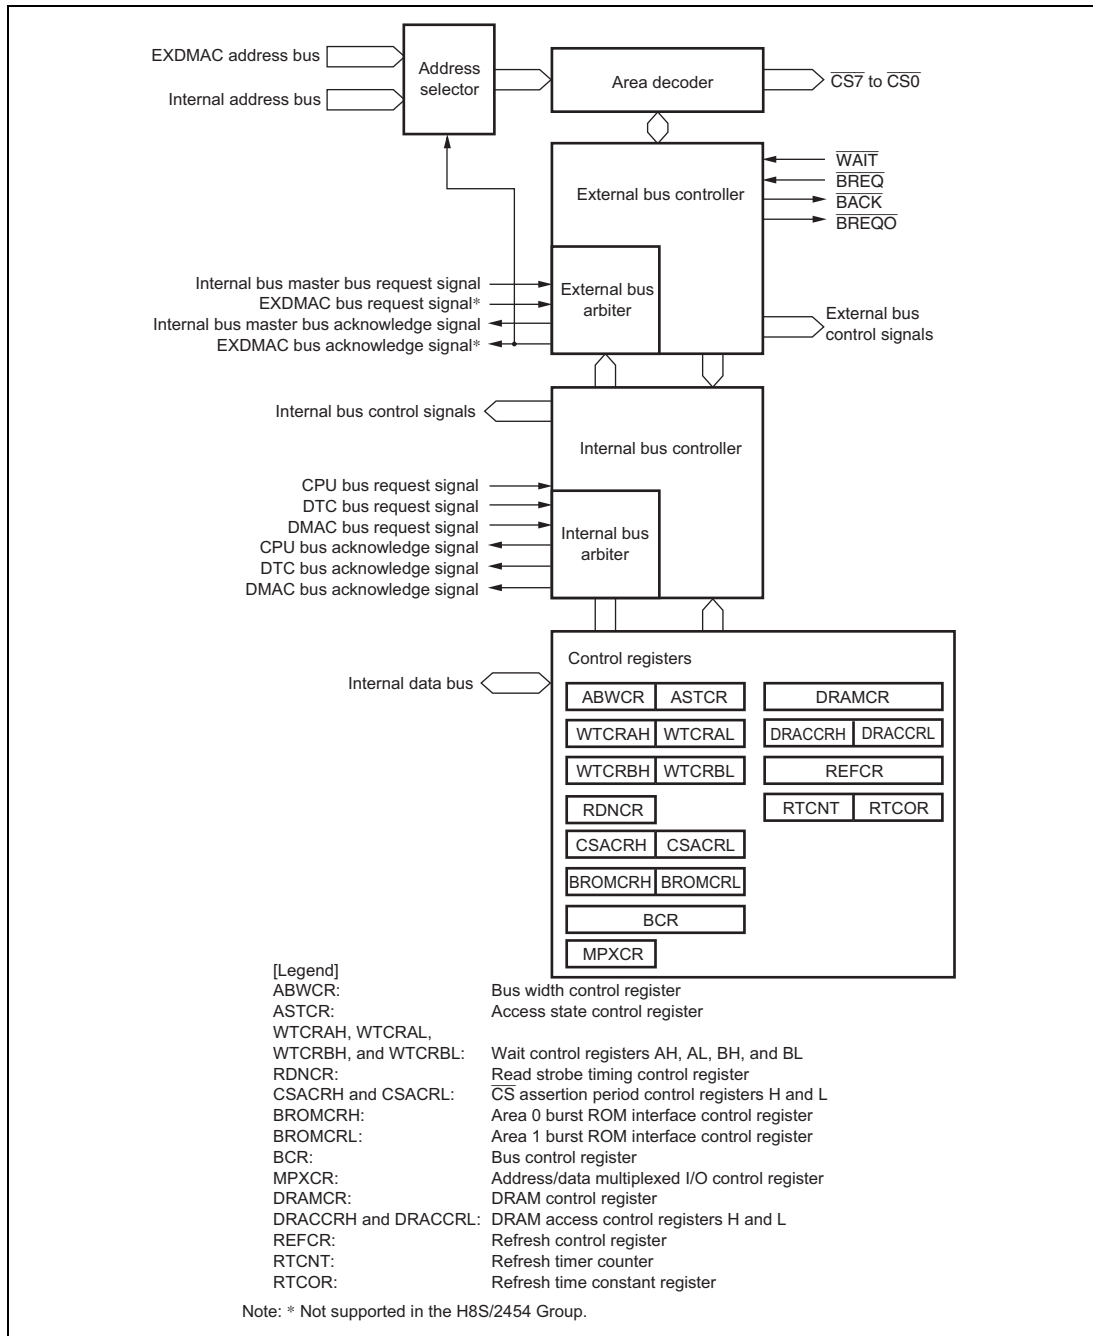 EXDMAC address bus
Internal address bus
Address
selector
Area decoder
CS7 to CS0
External bus controller
WAIT
BREQ
BACK
BREQO
Internal bus master bus request signal
EXDMAC bus request signal*
Internal bus master bus acknowledge signal
EXDMAC bus acknowledge signal*
External bus
arbiter
External bus
control signals
Internal bus control signals
Internal bus controller
CPU bus request signal
DTC bus request signal
DMAC bus request signal
CPU bus acknowledge signal
DTC bus acknowledge signal
DMAC bus acknowledge signal
Internal bus
arbiter
Internal data bus
Control registers
ABWCR ASTCR DRAMCR
WTCRAH WTCRAL DRACCRH DRACCRL
WTCRBH WTCRBL REFCR
RDNCR RTCNT RTCOR
CSACRH CSACRL
BROMCRH BROMCRL
BCR
MPXCR
[Legend]
ABWCR: Bus width control register
ASTCR: Access state control register
WTCRAH, WTCRAL,
WTCRBH, and WTCRBL: Wait control registers AH, AL, BH, and BL
RDNCR: Read strobe timing control register
CSACRH and CSACRL: CS assertion period control registers H and L
BROMCRH: Area 0 burst ROM interface control register
BROMCRL: Area 1 burst ROM interface control register
BCR: Bus control register
MPXCR: Address/data multiplexed I/O control register
DRAMCR: DRAM control register
DRACCRH and DRACCRL: DRAM access control registers H and L
REFCR: Refresh control register
RTCNT: Refresh timer counter
RTCOR: Refresh time constant register
Note: * Not supported in the H8S/2454 Group.